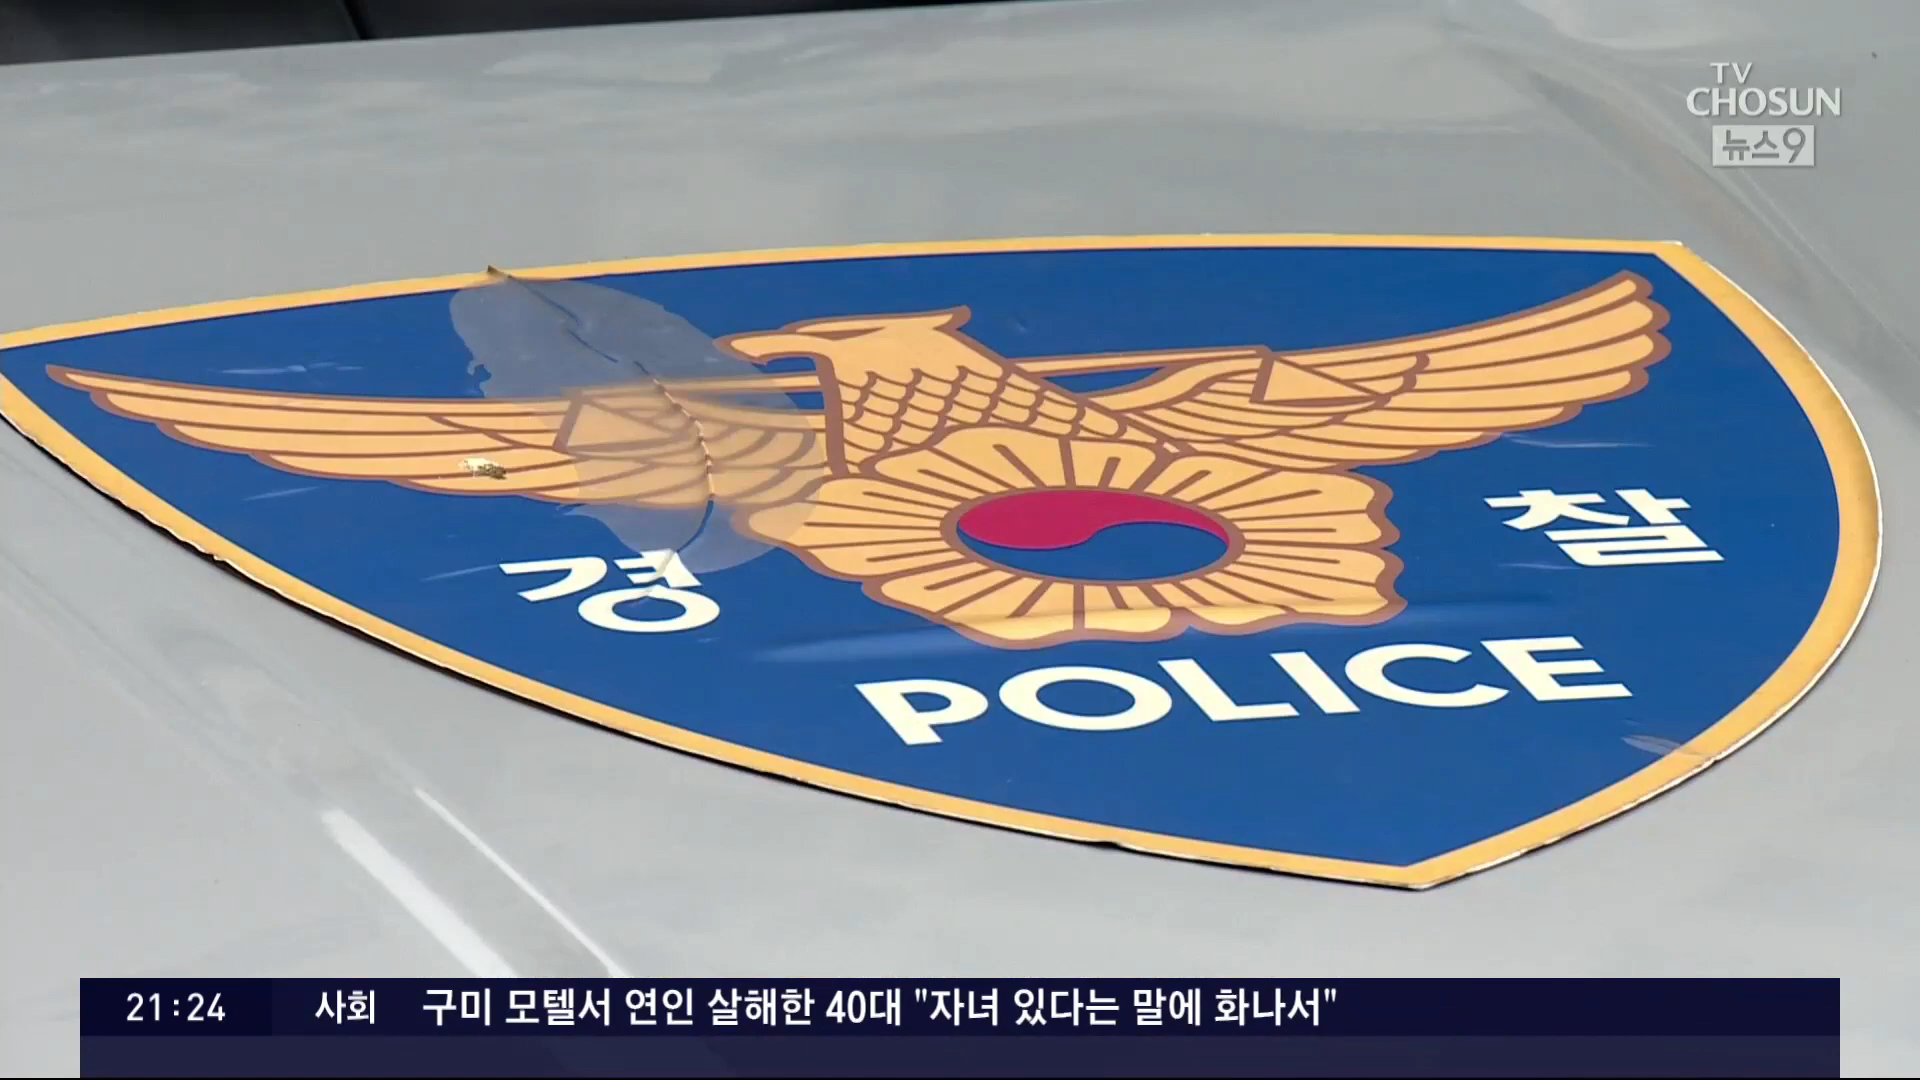 TV
CHOSUN
뉴스9
경 찰
POLICE
21:24 사회 구미 모텔서 연인 살해한 40대 "자녀 있다는 말에 화나서"